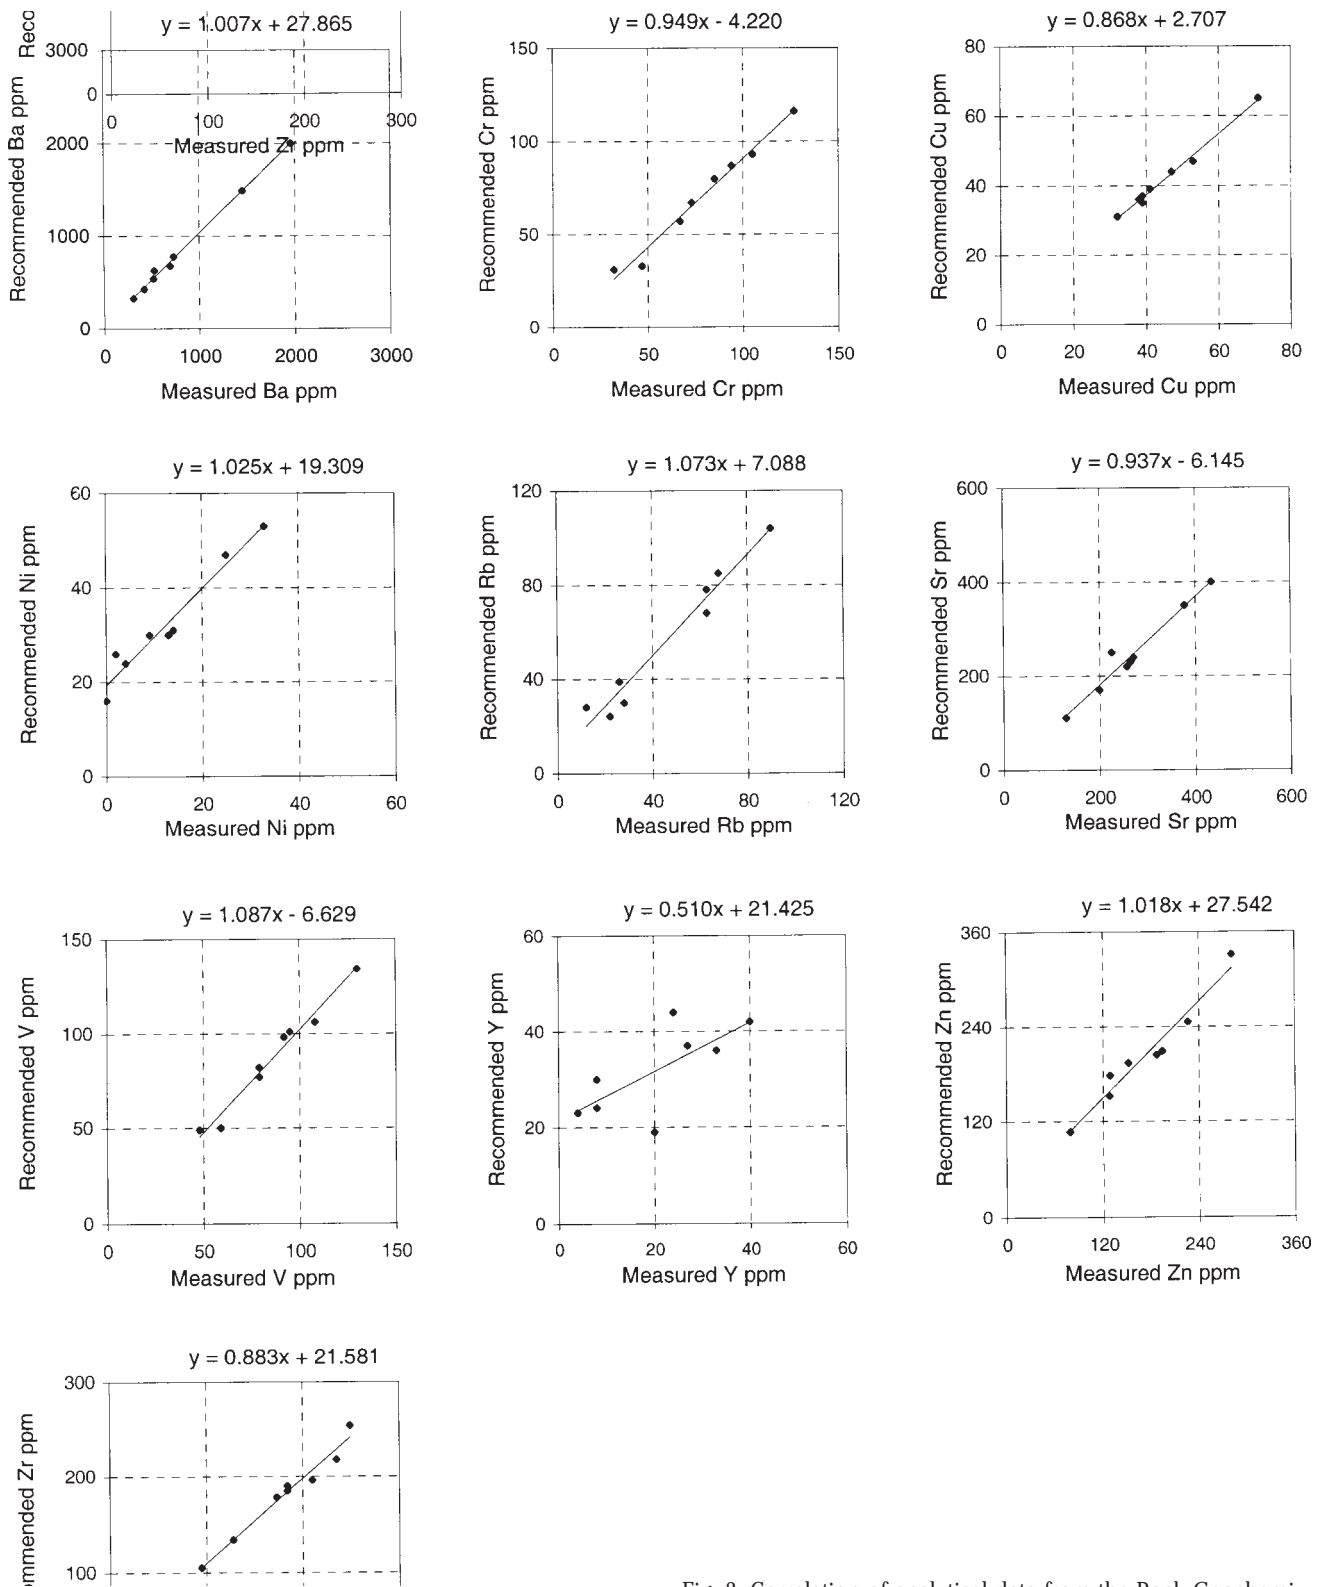 y = 1.007x + 27.865
Reco
Recommended Ba ppm
3000
0
0 100 200 300
Measured Zr ppm
2000
1000
0
0 1000 2000 3000
Measured Ba ppm
y = 0.949x - 4.220
Recommended Cr ppm
150
100
50
0
0 50 100 150
Measured Cr ppm
y = 0.868x + 2.707
Recommended Cu ppm
80
60
40
20
0
0 20 40 60 80
Measured Cu ppm
y = 1.025x + 19.309
Recommended Ni ppm
60
40
20
0
0 20 40 60
Measured Ni ppm
y = 1.073x + 7.088
Recommended Rb ppm
120
80
40
0
0 40 80 120
Measured Rb ppm
y = 0.937x - 6.145
Recommended Sr ppm
600
400
200
0
0 200 400 600
Measured Sr ppm
y = 1.087x - 6.629
Recommended V ppm
150
100
50
0
0 50 100 150
Measured V ppm
y = 0.510x + 21.425
Recommended Y ppm
60
40
20
0
0 20 40 60
Measured Y ppm
y = 1.018x + 27.542
Recommended Zn ppm
360
240
120
0
0 120 240 360
Measured Zn ppm
y = 0.883x + 21.581
ommended Zr ppm
300
200
100